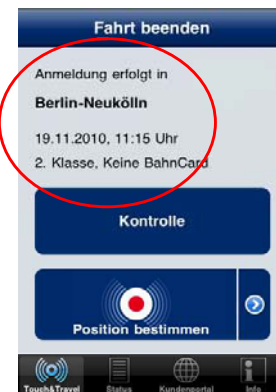 Fahrt beenden
Anmeldung erfolgt in
Berlin-Neukölln
19.11.2010, 11:15 Uhr
2. Klasse, Keine BahnCard
Kontrolle
Position bestimmen
Touch&Travel Status Kundenportal Info